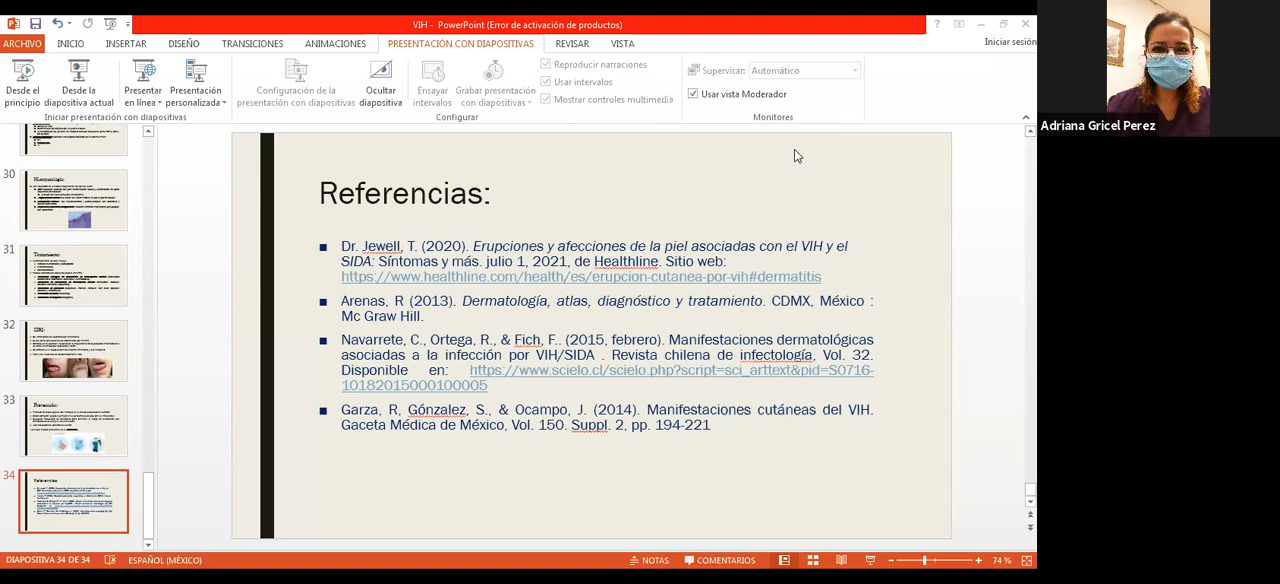 VIH - PowerPoint (Error de activación de productos)
ARCHIVO INICIO INSERTAR DISEÑO TRANSICIONES ANIMACIONES PRESENTACIÓN CON DIAPOSITIVAS REVISAR VISTA Iniciar sesión
Desde el principio
Desde la diapositiva actual
Presentar en línea
Presentación personalizada
Iniciar presentación con diapositivas
Configuración de la presentación con diapositivas
Ocultar diapositiva
Ensayar intervalos
Grabar presentación con diapositivas
Reproducir narraciones
Usar intervalos
Mostrar controles multimedia
Configurar
Supervisar: Automático
Usar vista Moderador
Monitores
Adriana Gricel Perez
30
31
32
33
34
Referencias:
Dr. Jewell, T. (2020). Erupciones y afecciones de la piel asociadas con el VIH y el
SIDA: Síntomas y más. julio 1, 2021, de Healthline. Sitio web:
https://www.healthline.com/health/es/erupcion-cutanea-por-vih#dermatitis
Arenas, R (2013). Dermatología, atlas, diagnóstico y tratamiento. CDMX, México :
Mc Graw Hill.
Navarrete, C., Ortega, R., & Fich, F.. (2015, febrero). Manifestaciones dermatológicas
asociadas a la infección por VIH/SIDA . Revista chilena de infectología, Vol. 32.
Disponible en: https://www.scielo.cl/scielo.php?script=sci_arttext&pid=S0716-
10182015000100005
Garza, R, Gónzalez, S., & Ocampo, J. (2014). Manifestaciones cutáneas del VIH.
Gaceta Médica de México, Vol. 150. Suppl. 2, pp. 194-221
DIAPOSITIVA 34 DE 34 ESPAÑOL (MÉXICO) NOTAS COMENTARIOS 74 %